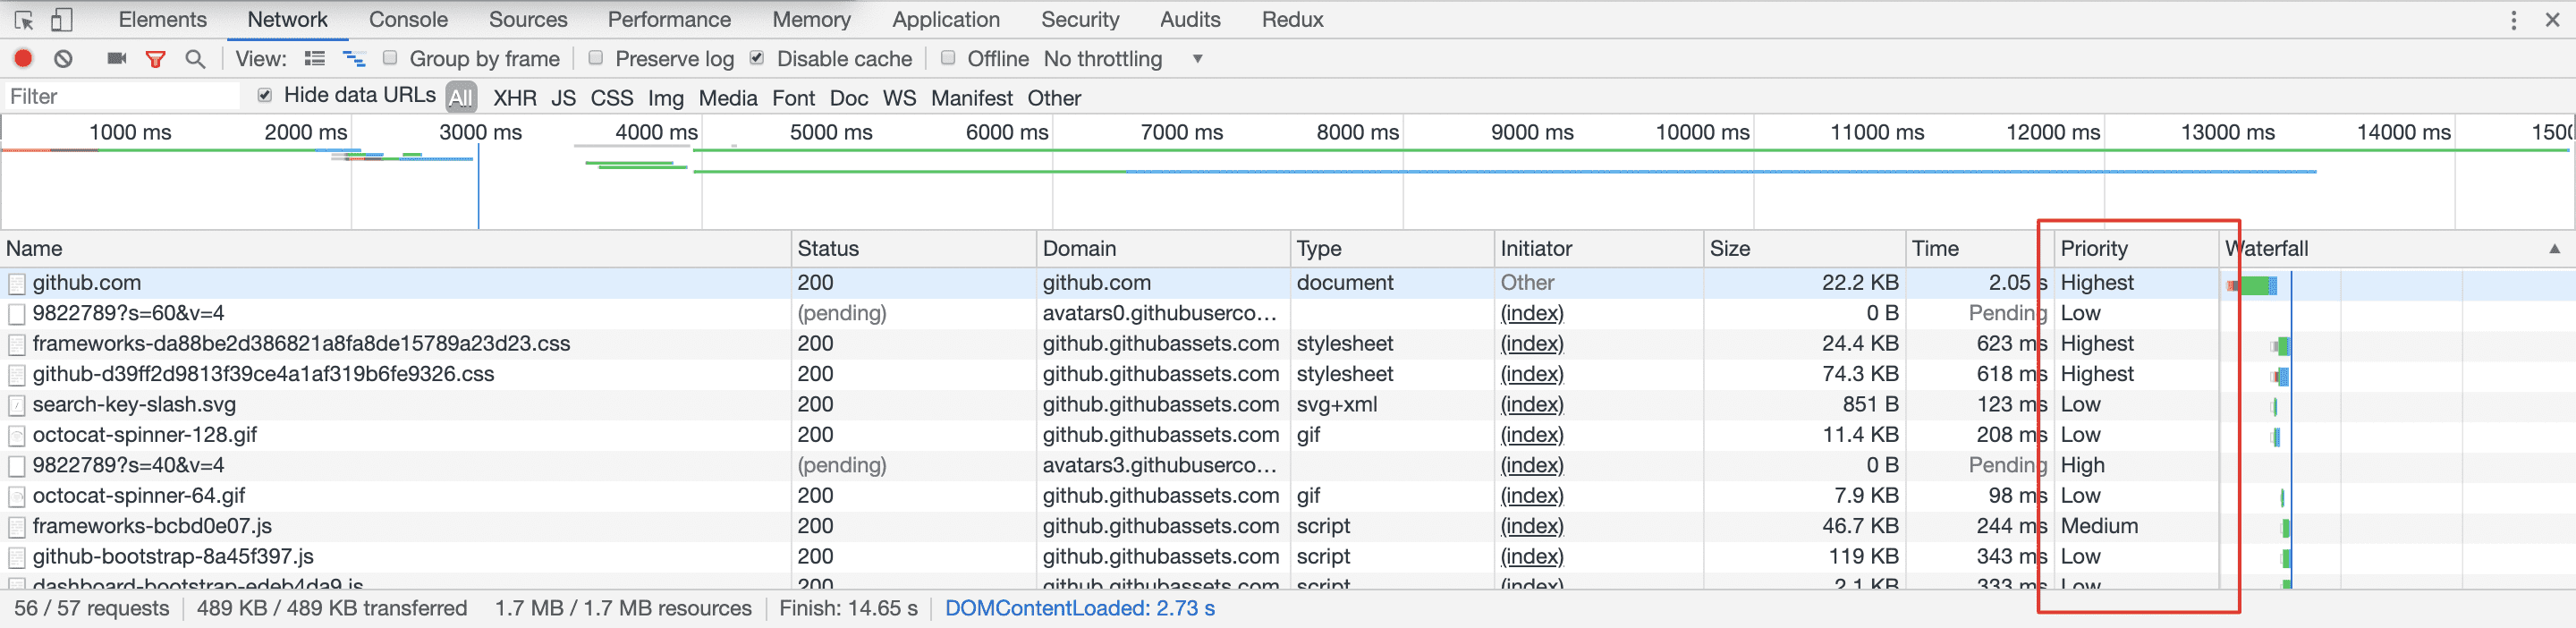 Elements Network Console Sources Performance Memory Application Security Audits Redux
View: Group by frame Preserve log Disable cache Offline No throttling
Filter Hide data URLs All XHR JS CSS Img Media Font Doc WS Manifest Other
1000 ms 2000 ms 3000 ms 4000 ms 5000 ms 6000 ms 7000 ms 8000 ms 9000 ms 10000 ms 11000 ms 12000 ms 13000 ms 14000 ms
Name Status Domain Type Initiator Size Time Priority Waterfall
github.com 200 github.com document Other 22.2 KB 2.05 s Highest
9822789?s=60&v=4 (pending) avatars0.githubuserco… (index) 0 B Pending Low
frameworks-da88be2d386821a8fa8de15789a23d23.css 200 github.githubassets.com stylesheet (index) 24.4 KB 623 ms Highest
github-d39ff2d9813f39ce4a1af319b6fe9326.css 200 github.githubassets.com stylesheet (index) 74.3 KB 618 ms Highest
search-key-slash.svg 200 github.githubassets.com svg+xml (index) 851 B 123 ms Low
octocat-spinner-128.gif 200 github.githubassets.com gif (index) 11.4 KB 208 ms Low
9822789?s=40&v=4 (pending) avatars3.githubuserco… (index) 0 B Pending High
octocat-spinner-64.gif 200 github.githubassets.com gif (index) 7.9 KB 98 ms Low
frameworks-bcbd0e07.js 200 github.githubassets.com script (index) 46.7 KB 244 ms Medium
github-bootstrap-8a45f397.js 200 github.githubassets.com script (index) 119 KB 343 ms Low
dashboard-bootstrap-edeb4da9.js 200 github.githubassets.com script (index) 2.1 KB 333 ms Low
56 / 57 requests 489 KB / 489 KB transferred 1.7 MB / 1.7 MB resources Finish: 14.65 s DOMContentLoaded: 2.73 s